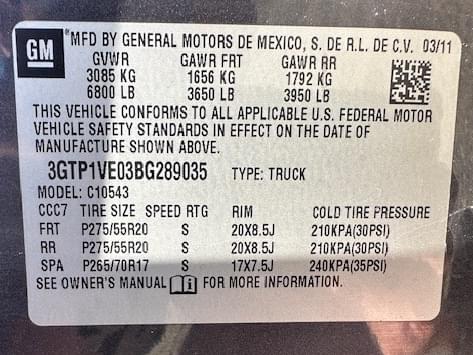 GM
MFD BY GENERAL MOTORS DE MEXICO, S. DE R.L. DE C.V. 03/11
GVWR GAWR FRT GAWR RR
3085 KG 1656 KG 1792 KG
6800 LB 3650 LB 3950 LB
THIS VEHICLE CONFORMS TO ALL APPLICABLE U.S. FEDERAL MOTOR
VEHICLE SAFETY STANDARDS IN EFFECT ON THE DATE OF
MANUFACTURE SHOWN ABOVE.
3GTP1VE03BG289035 TYPE: TRUCK
MODEL: C10543
CCC7 TIRE SIZE SPEED RTG RIM COLD TIRE PRESSURE
FRT P275/55R20 S 20X8.5J 210KPA(30PSI)
RR P275/55R20 S 20X8.5J 210KPA(30PSI)
SPA P265/70R17 S 17X7.5J 240KPA(35PSI)
SEE OWNER'S MANUAL i FOR MORE INFORMATION.